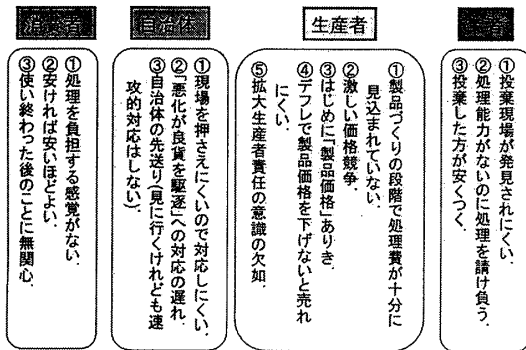 ①投棄現場が発見されにくい.
②処理能力がないのに処理を請け負う.
③投棄した方が安くつく.
生産者
①製品づくりの段階で処理費が十分に
見込まれていない.
②激しい価格競争.
③はじめに「製品価格」ありき.
④デフレで製品価格を下げないと売れ
にくい.
⑤拡大生産者責任の意識の欠如.
自治体
①現場を押さえにくいので対応しにくい.
②「悪化が良貨を駆逐」への対応の遅れ.
③自治体の先送り(見に行くけれども速
攻的対応はしない).
消費者
①処理を負担する感覚がない.
②安ければ安いほどよい.
③使い終わった後のことに無関心.